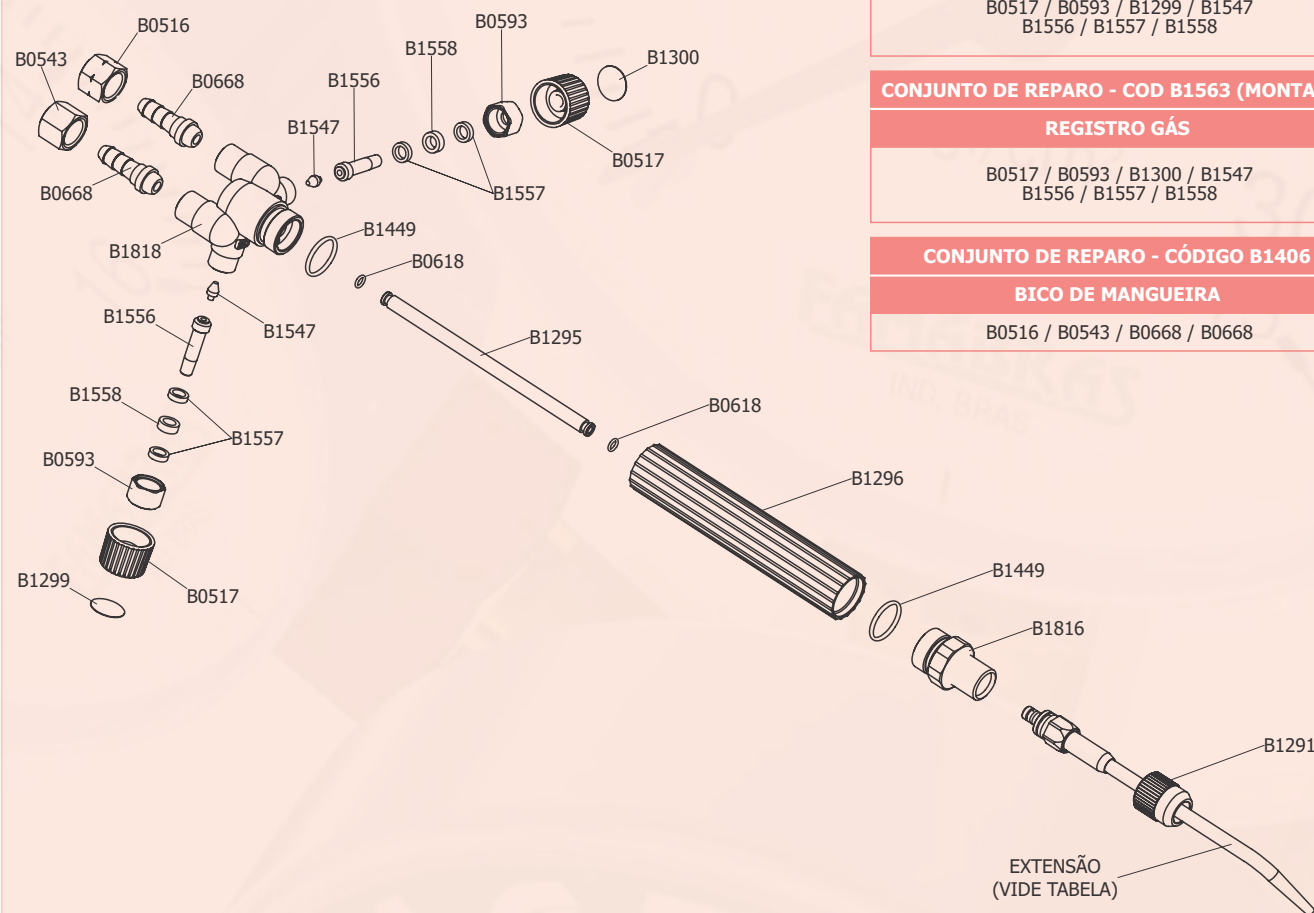 B0516
B0543
B0668
B0668
B1818
B1547
B1556
B1558
B0593
B1300
B0517
B1557
B1449
B0618
B1295
B1556
B1547
B1558
B1557
B0593
B1299
B0517
B0618
B1296
B1449
B1816
B1291
EXTENSÃO
(VIDE TABELA)
B0517 / B0593 / B1299 / B1547
B1556 / B1557 / B1558
CONJUNTO DE REPARO - COD B1563 (MONTA
REGISTRO GÁS
B0517 / B0593 / B1300 / B1547
B1556 / B1557 / B1558
CONJUNTO DE REPARO - CÓDIGO B1406
BICO DE MANGUEIRA
B0516 / B0543 / B0668 / B0668
FAMABRAS
IND. BRAS